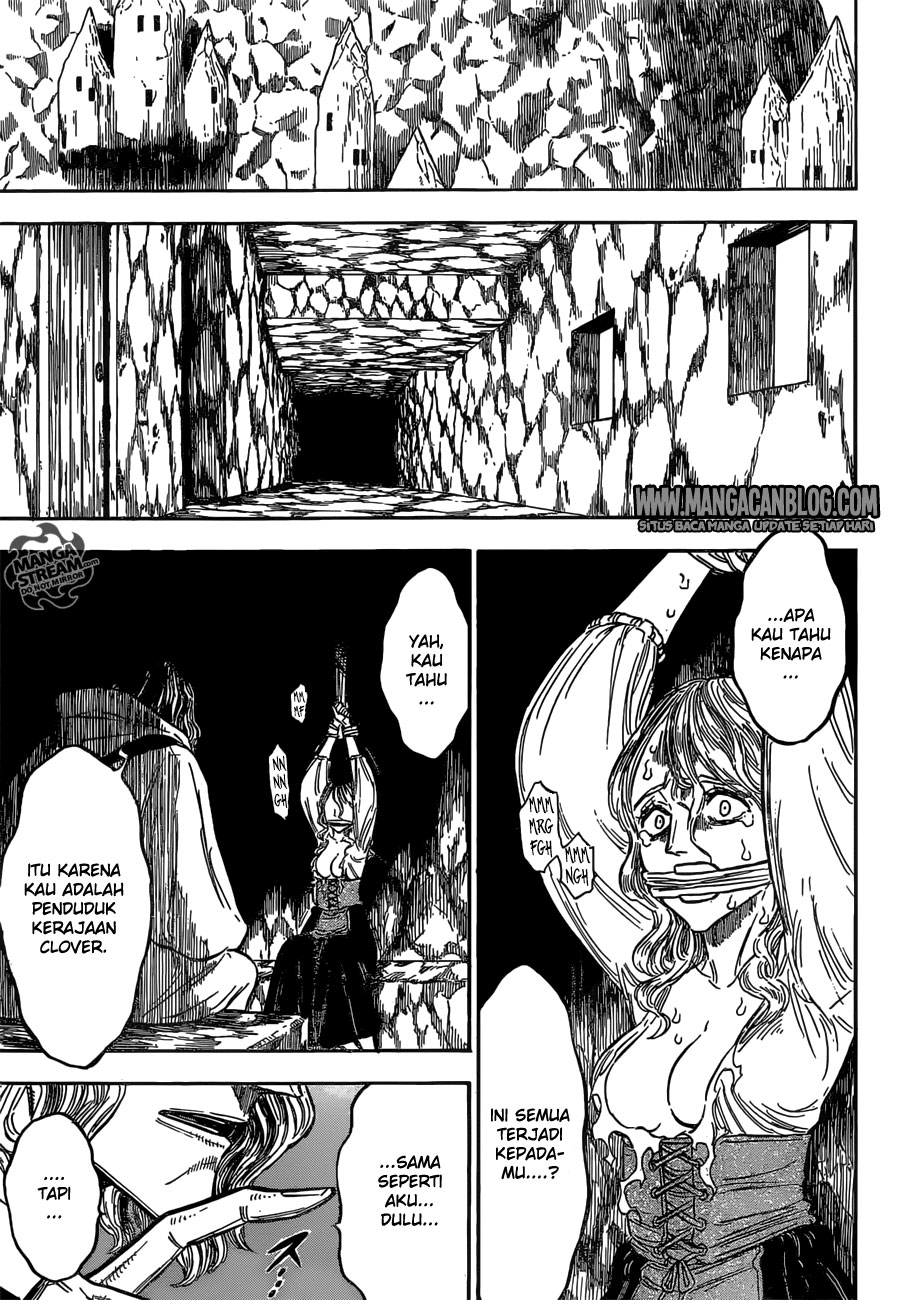 WWW.MANGACANBLOG.COM
SITUS BACA MANGA UPDATE SETIAP HARI
MANGA
STREAM.com
DO NOT MIRROR
...APA
KAU TAHU
KENAPA
...
MMM
MRG
FGH
MMM
NGH
INI SEMUA
TERJADI
KEPADA-
MU....?
YAH,
KAU
TAHU
...
MM
MF
NN
NN
GH
ITU KARENA
KAU ADALAH
PENDUDUK
KERAJAAN
CLOVER.
...SAMA
SEPERTI
AKU...
DULU...
....
TAPI
...